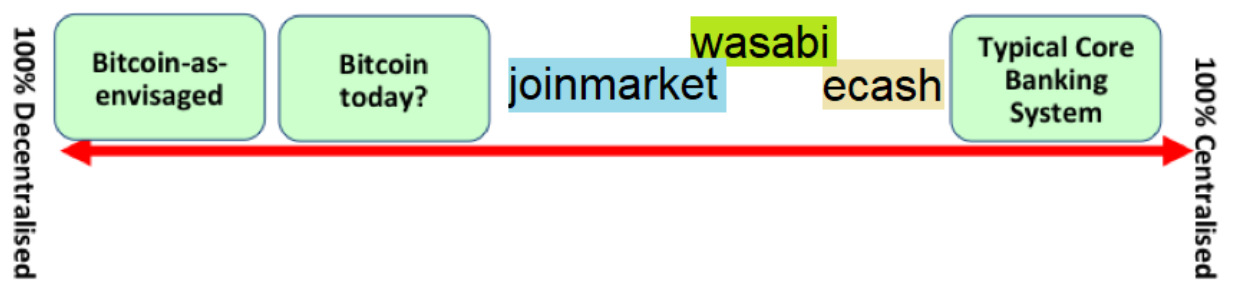 100% Decentralised
Bitcoin-as-
envisaged
Bitcoin
today?
joinmarket
wasabi
ecash
Typical Core
Banking
System
100% Centralised